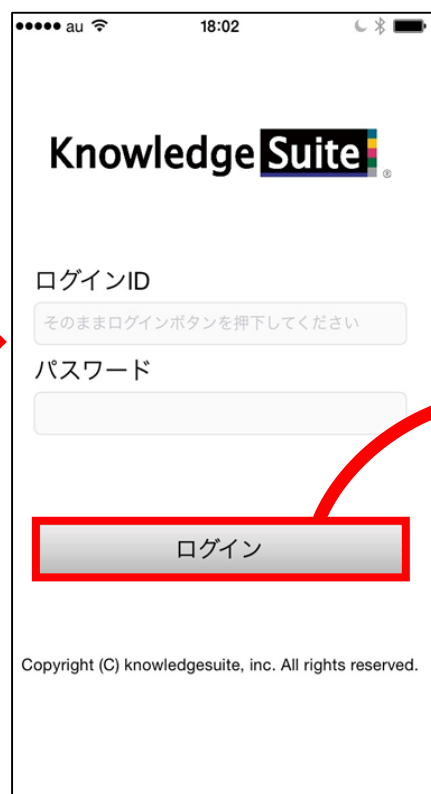 au 18:02
Knowledge Suite ®
ログインID
そのままログインボタンを押下してください
パスワード
ログイン
Copyright (C) knowledgesuite, inc. All rights reserved.